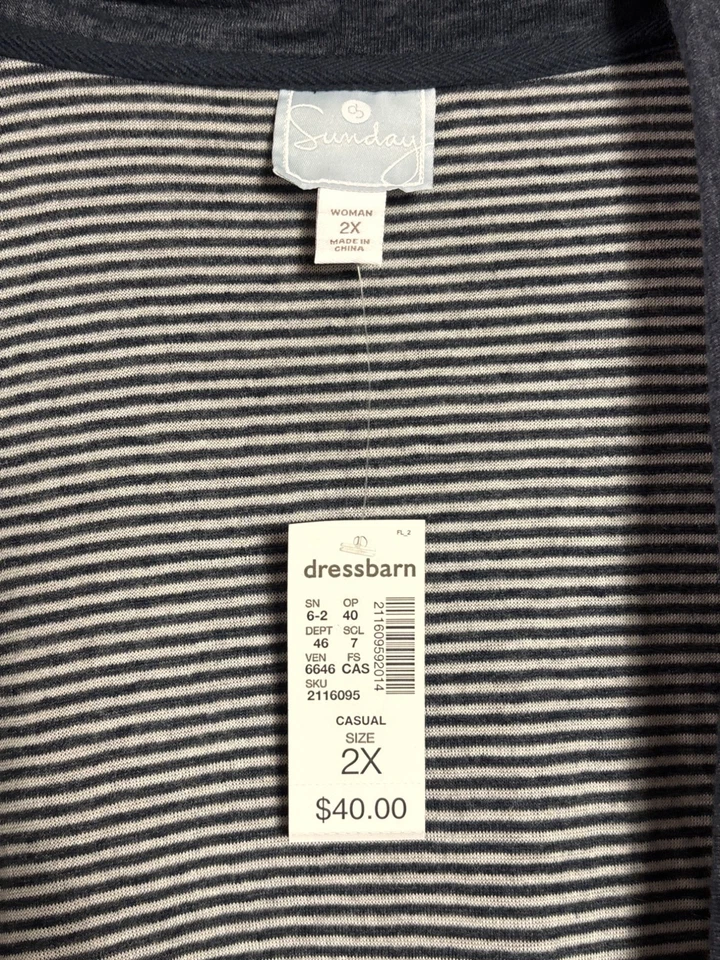 ds
Sunday
WOMAN
2X
MADE IN
CHINA
FL_2
dressbarn
SN OP
6-2 40
DEPT SCL
46 7
VEN FS
6646 CAS
SKU
2116095
2116095592014
CASUAL
SIZE
2X
$40.00